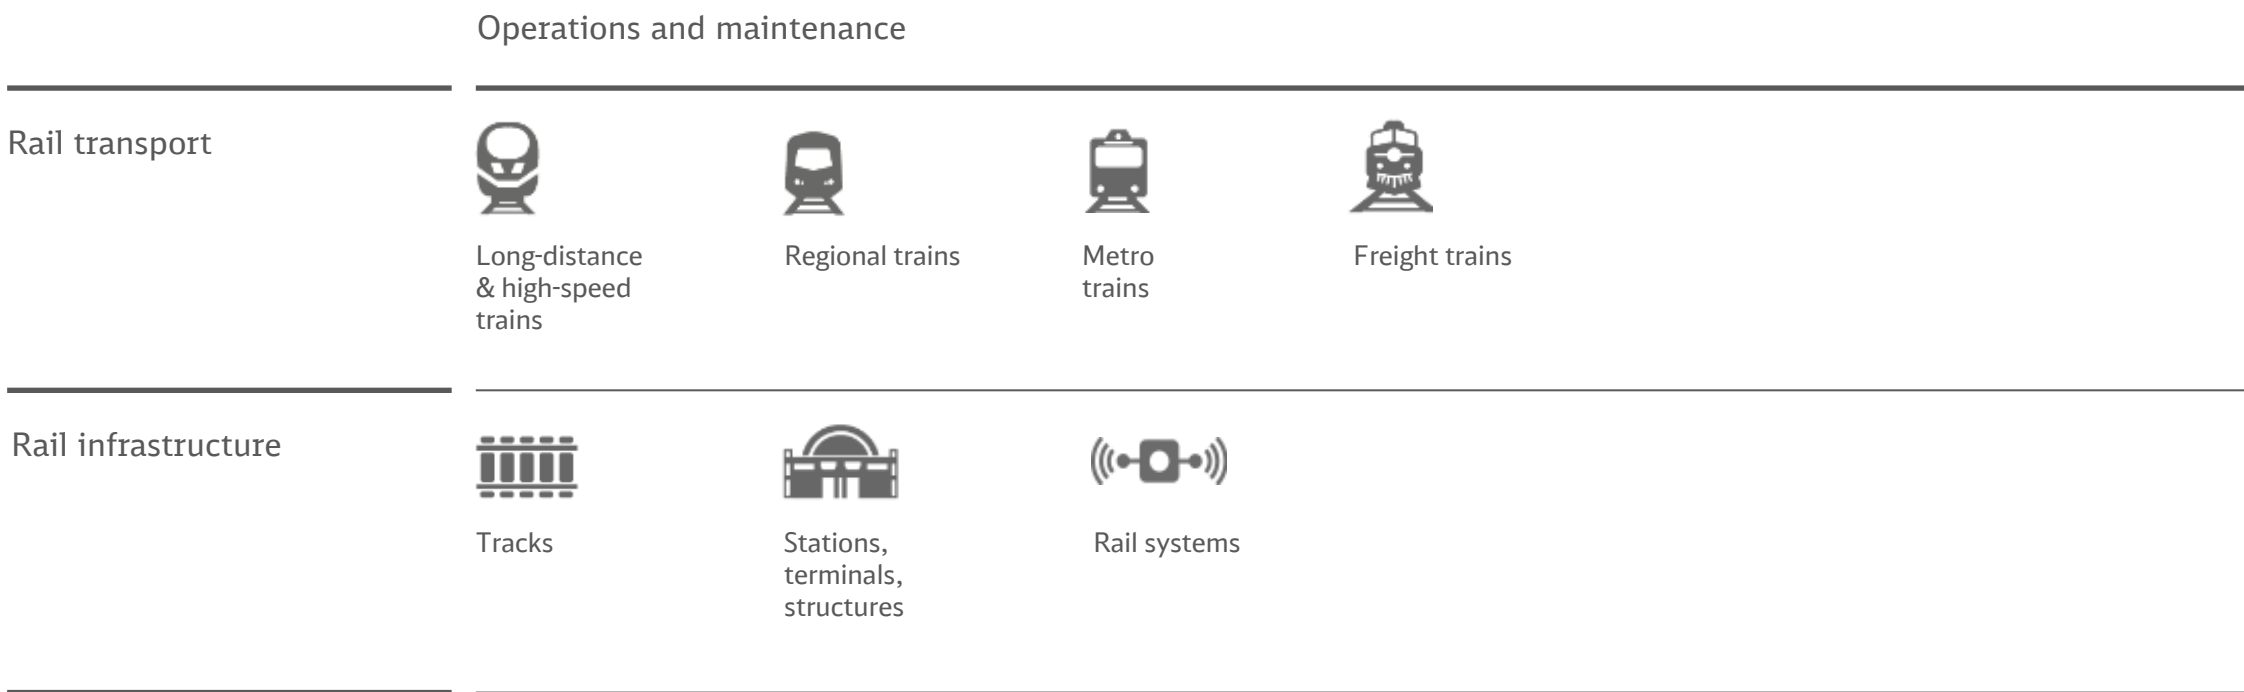 Operations and maintenance
Rail transport
Long-distance
& high-speed
trains
Regional trains
Metro
trains
Freight trains
Rail infrastructure
Tracks
Stations,
terminals,
structures
Rail systems